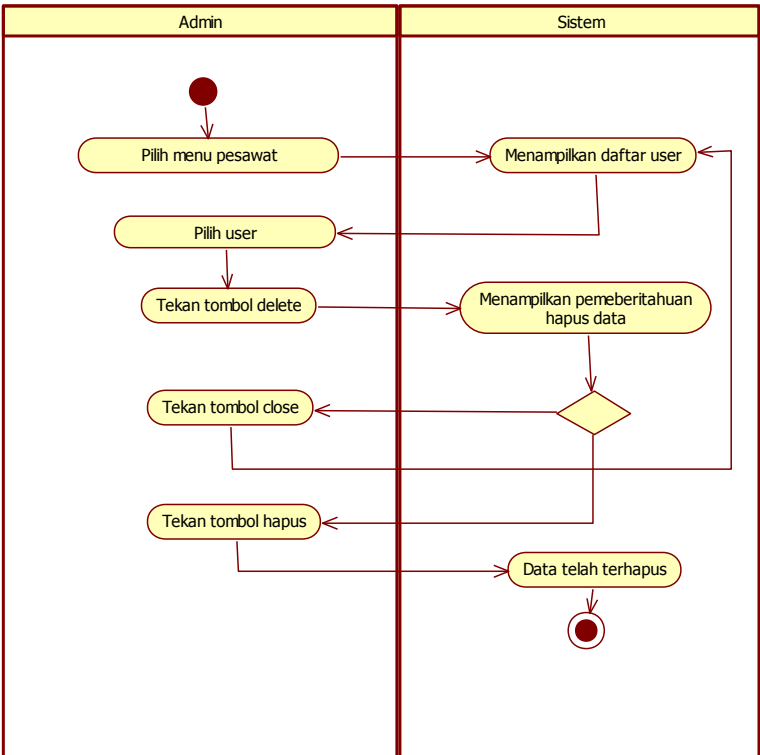 Admin
Sistem
Pilih menu pesawat
Menampilkan daftar user
Pilih user
Tekan tombol delete
Menampilkan pemeberitahuan
hapus data
Tekan tombol close
Tekan tombol hapus
Data telah terhapus